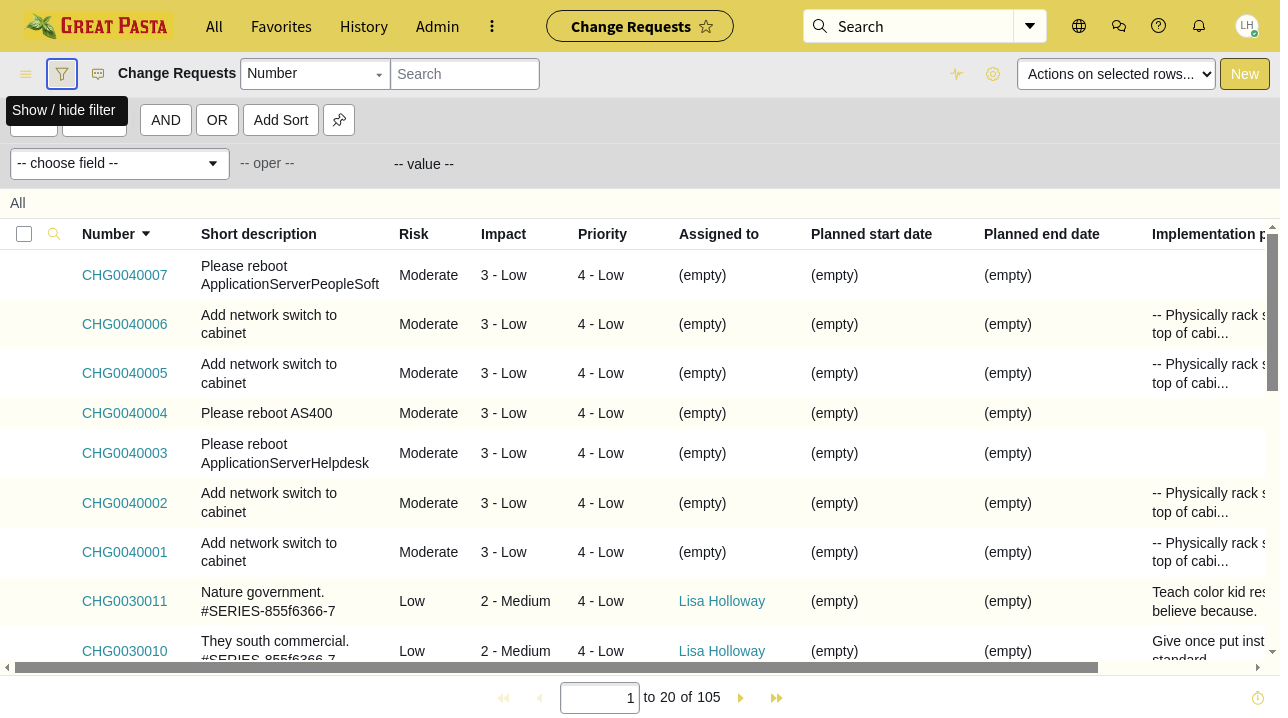 GREAT PASTA All Favorites History Admin Change Requests Search LH
Change Requests Number Search Actions on selected rows... New
Show / hide filter
AND OR Add Sort
-- choose field -- -- oper -- -- value --
All
Number Short description Risk Impact Priority Assigned to Planned start date Planned end date Implementation p
CHG0040007 Please reboot ApplicationServerPeopleSoft Moderate 3 - Low 4 - Low (empty) (empty) (empty)
CHG0040006 Add network switch to cabinet Moderate 3 - Low 4 - Low (empty) (empty) (empty) -- Physically rack s top of cabi...
CHG0040005 Add network switch to cabinet Moderate 3 - Low 4 - Low (empty) (empty) (empty) -- Physically rack s top of cabi...
CHG0040004 Please reboot AS400 Moderate 3 - Low 4 - Low (empty) (empty) (empty)
CHG0040003 Please reboot ApplicationServerHelpdesk Moderate 3 - Low 4 - Low (empty) (empty) (empty)
CHG0040002 Add network switch to cabinet Moderate 3 - Low 4 - Low (empty) (empty) (empty) -- Physically rack s top of cabi...
CHG0040001 Add network switch to cabinet Moderate 3 - Low 4 - Low (empty) (empty) (empty) -- Physically rack s top of cabi...
CHG0030011 Nature government. #SERIES-855f6366-7 Low 2 - Medium 4 - Low Lisa Holloway (empty) (empty) Teach color kid res believe because.
CHG0030010 They south commercial. #SERIES-855f6366-7 Low 2 - Medium 4 - Low Lisa Holloway (empty) (empty) Give once put inst standard
1 to 20 of 105